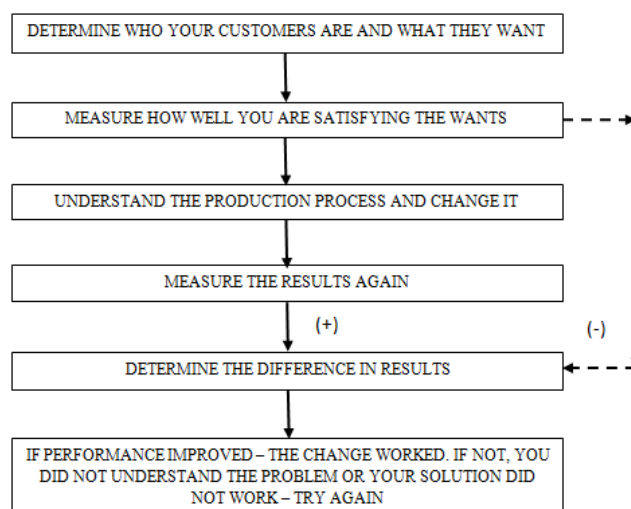 DETERMINE WHO YOUR CUSTOMERS ARE AND WHAT THEY WANT
MEASURE HOW WELL YOU ARE SATISFYING THE WANTS
UNDERSTAND THE PRODUCTION PROCESS AND CHANGE IT
MEASURE THE RESULTS AGAIN
(+)
(-)
DETERMINE THE DIFFERENCE IN RESULTS
IF PERFORMANCE IMPROVED – THE CHANGE WORKED. IF NOT, YOU
DID NOT UNDERSTAND THE PROBLEM OR YOUR SOLUTION DID
NOT WORK – TRY AGAIN